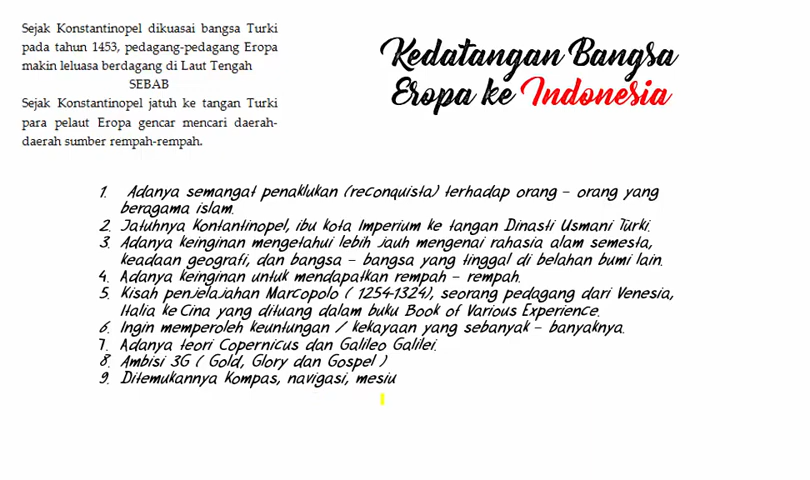 Sejak Konstantinopel dikuasai bangsa Turki
pada tahun 1453, pedagang-pedagang Eropa
makin leluasa berdagang di Laut Tengah
SEBAB
Sejak Konstantinopel jatuh ke tangan Turki
para pelaut Eropa gencar mencari daerah-
daerah sumber rempah-rempah.
Kedatangan Bangsa
Eropa ke Indonesia
1. Adanya semangat penaklukan (reconquista) terhadap orang - orang yang
beragama islam.
2. Jatuhnya Kontantinopel, ibu kota Imperium ke tangan Dinasti Usmani Turki.
3. Adanya keinginan mengetahui lebih jauh mengenai rahasia alam semesta,
keadaan geografi, dan bangsa - bangsa yang tinggal di belahan bumi lain.
4. Adanya keinginan untuk mendapatkan rempah - rempah.
5. Kisah penjelajahan Marcopolo ( 1254-1324), seorang pedagang dari Venesia,
Italia ke Cina yang dituang dalam buku Book of Various Experience.
6. Ingin memperoleh keuntungan / kekayaan yang sebanyak - banyaknya.
7. Adanya teori Copernicus dan Galileo Galilei.
8. Ambisi 3G ( Gold, Glory dan Gospel )
9. Ditemukannya Kompas, navigasi, mesiu